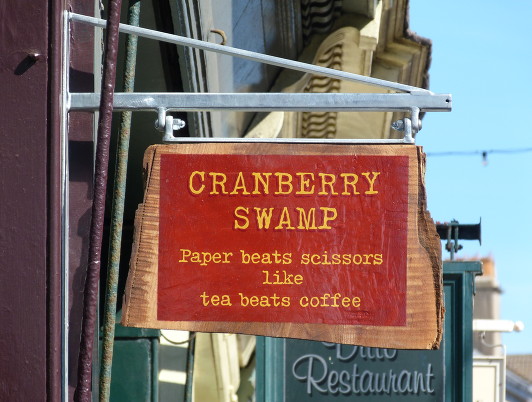 CRANBERRY
SWAMP
Paper beats scissors
like
tea beats coffee
Restaurant